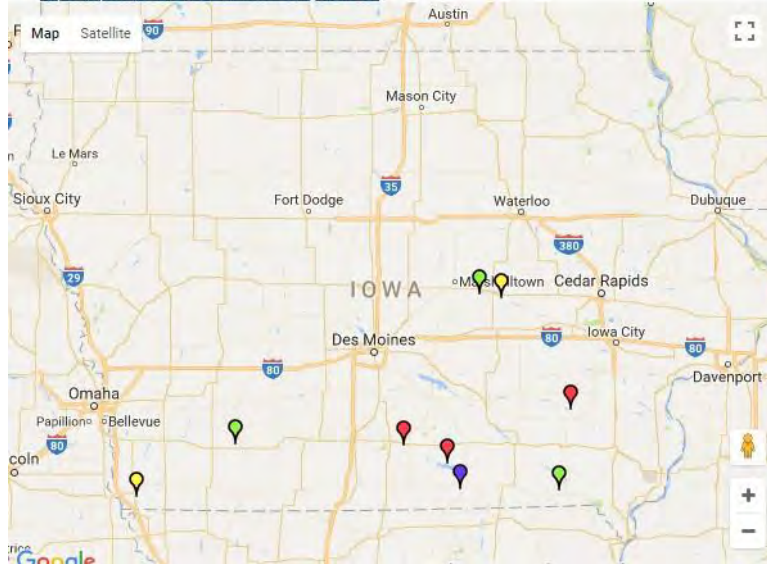 Austin
Map
Satellite
90
Mason City
Le Mars
35
Sioux City
Fort Dodge
Waterloo
Dubuque
380
29
IOWA
Cedar Rapids
Des Moines
80
Iowa City
80
80
Davenport
Omaha
Papillion
Bellevue
80
coln
Google